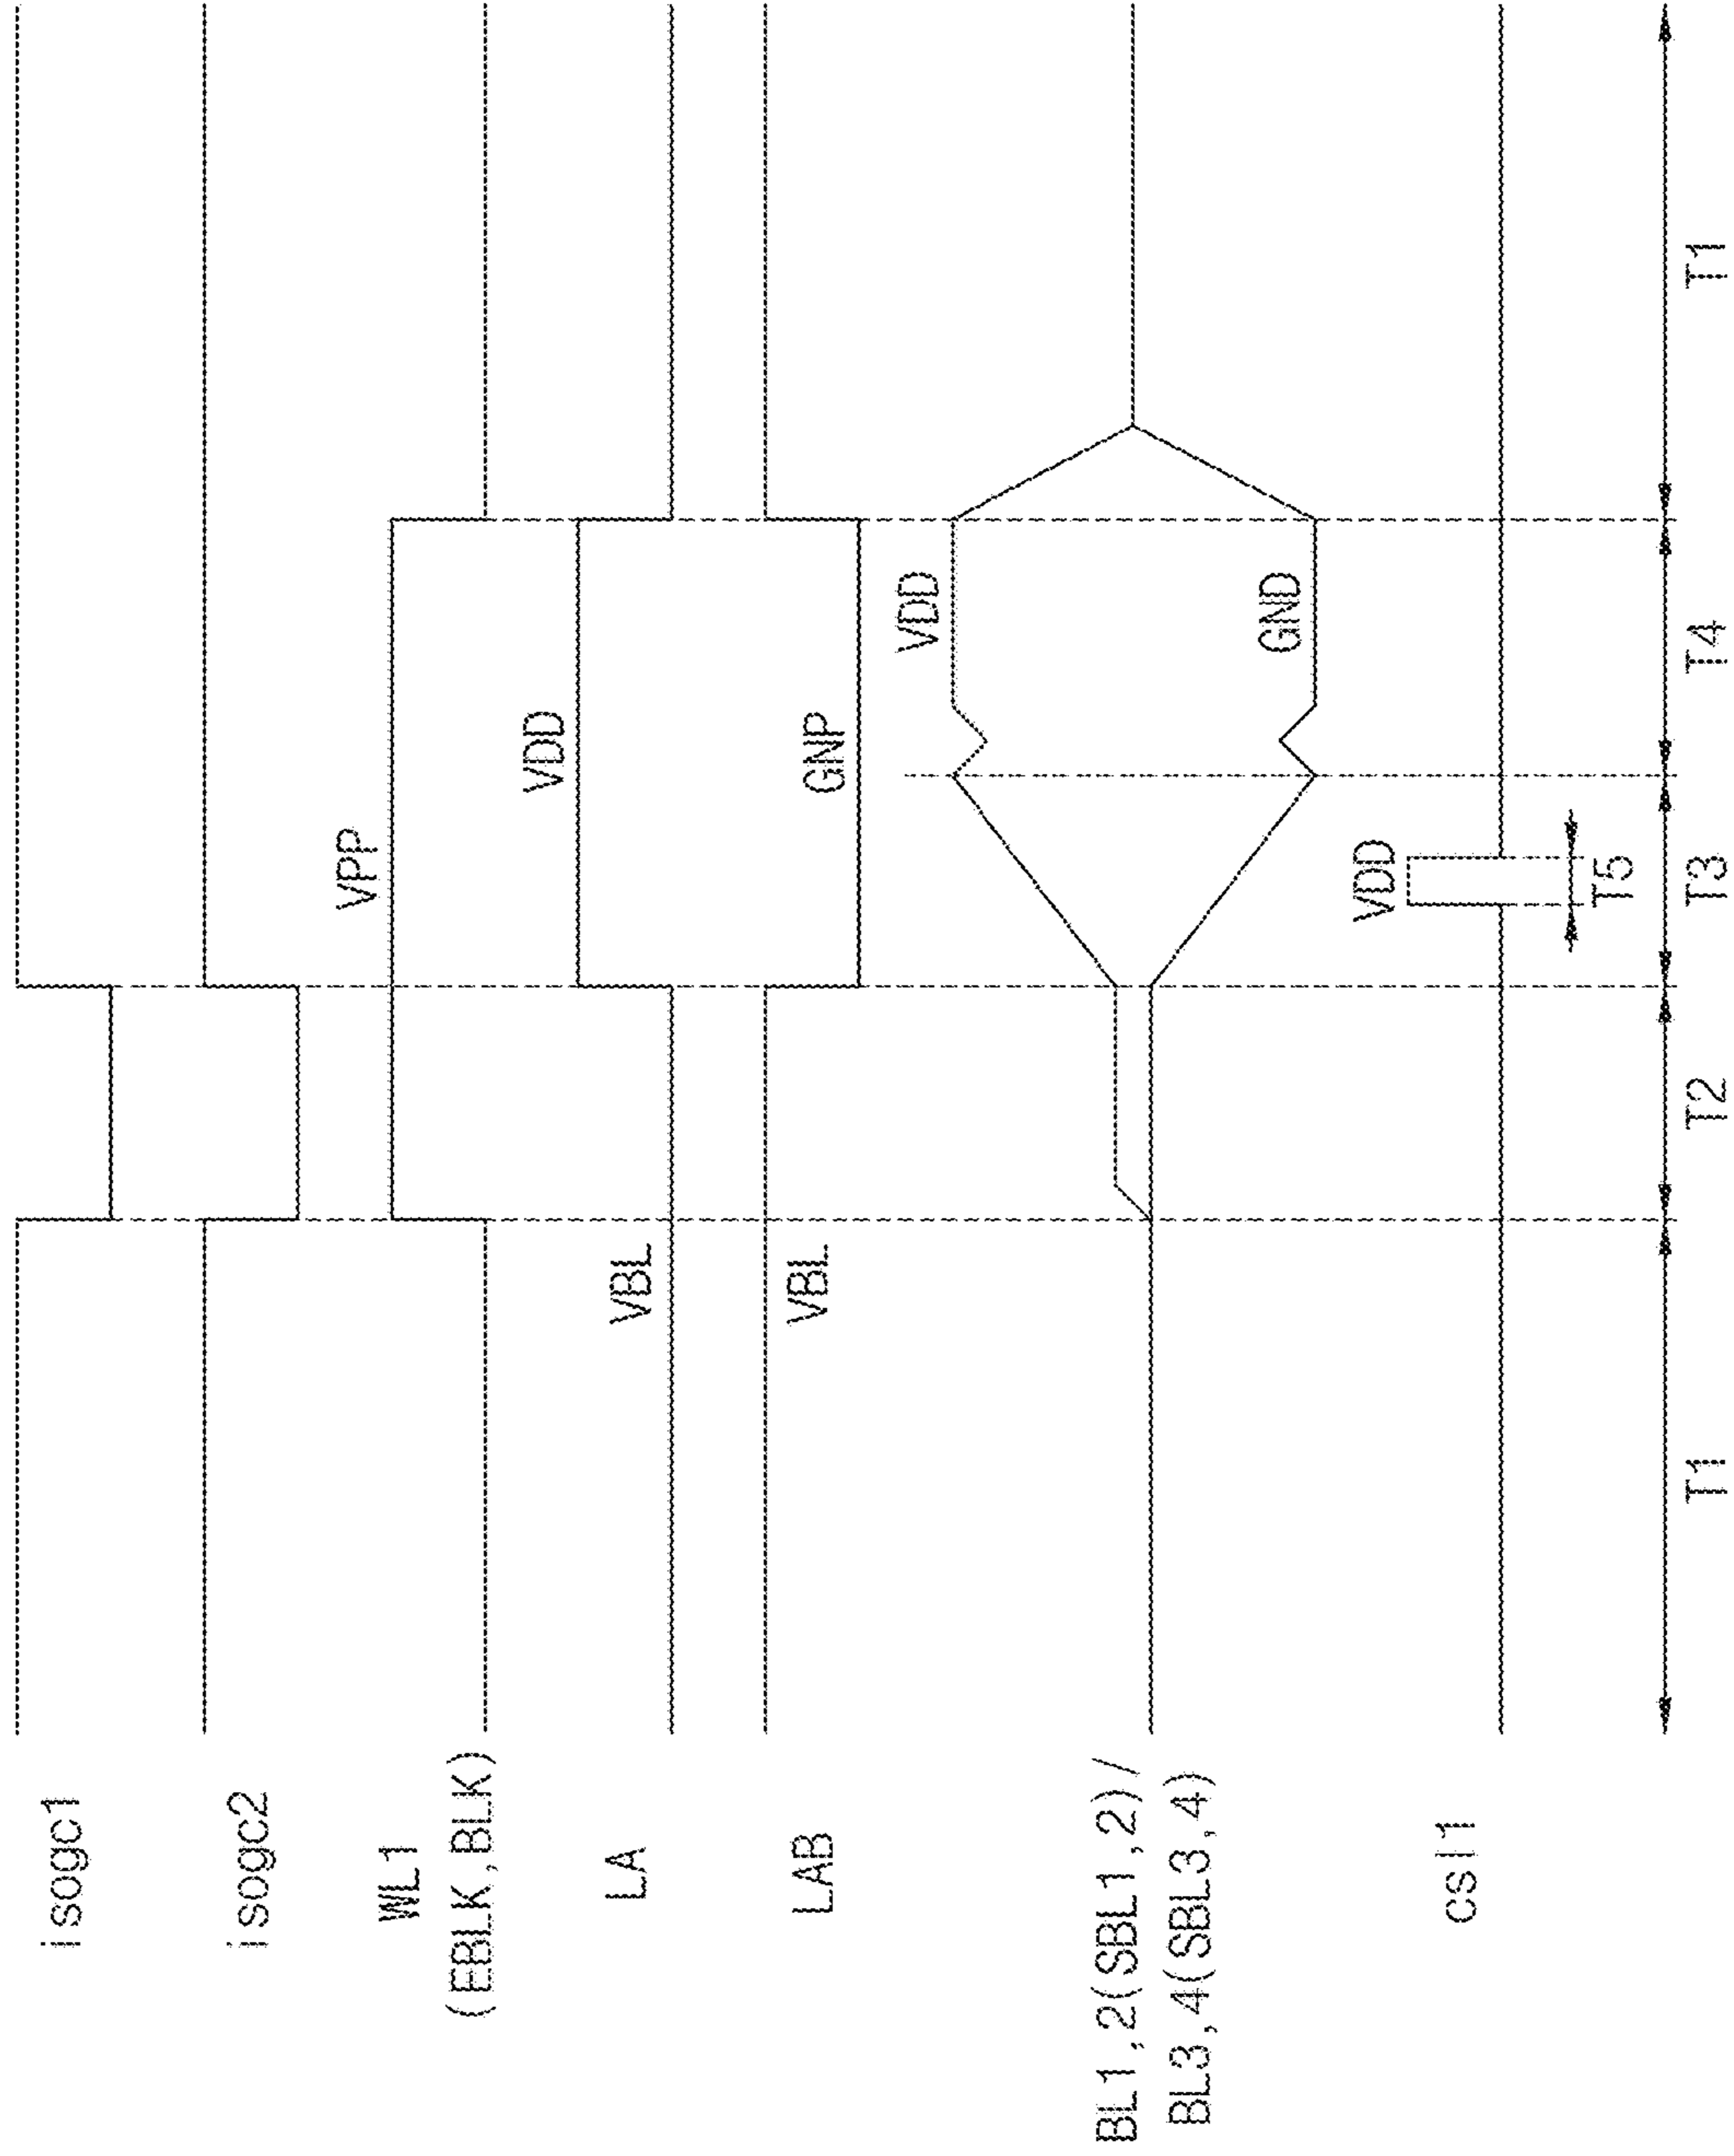 isogc1
isogc2
VPP
WL1
(EBLK,BLK)
VDD
VBL
LA
GNP
VBL
LAB
VDD
GND
BL1,2(SBL1,2)/
BL3,4(SBL3,4)
VDD
csl1
T5
T1
T2
T3
T4
T1